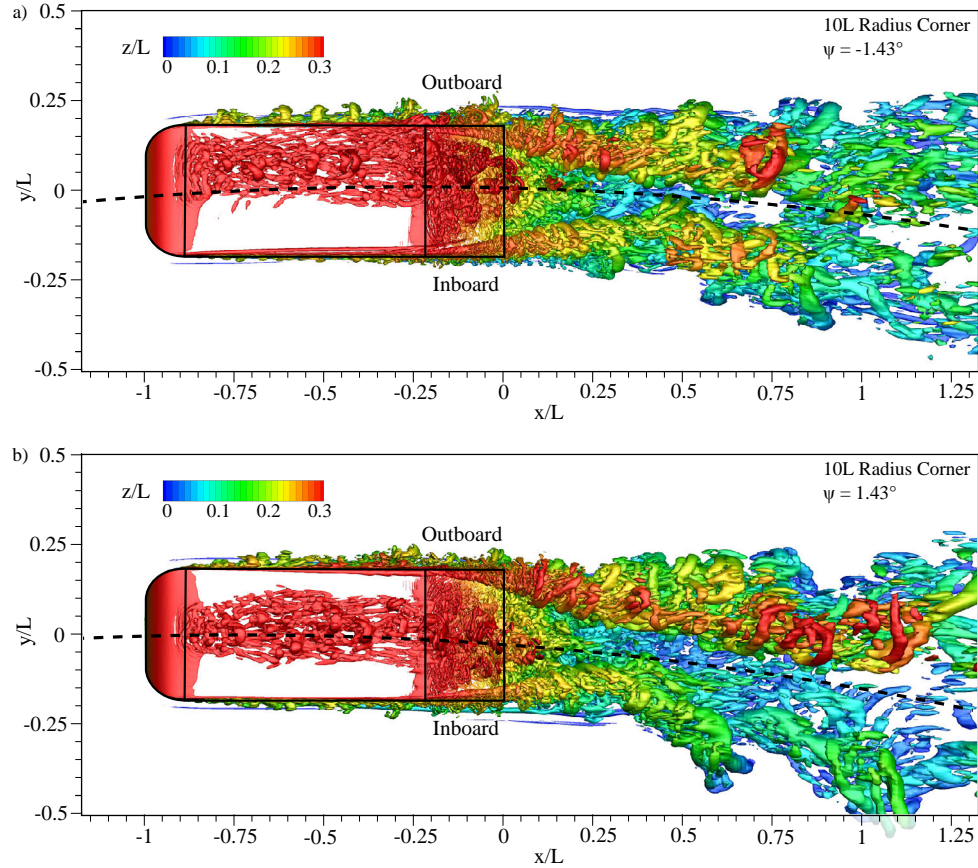 a)
0.5
0.25
0
-0.25
-0.5
y/L
z/L
0 0.1 0.2 0.3
10L Radius Corner
ψ = -1.43°
Outboard
Inboard
-1 -0.75 -0.5 -0.25 0 0.25 0.5 0.75 1 1.25
x/L
b)
0.5
0.25
0
-0.25
-0.5
y/L
z/L
0 0.1 0.2 0.3
10L Radius Corner
ψ = 1.43°
Outboard
Inboard
-1 -0.75 -0.5 -0.25 0 0.25 0.5 0.75 1 1.25
x/L